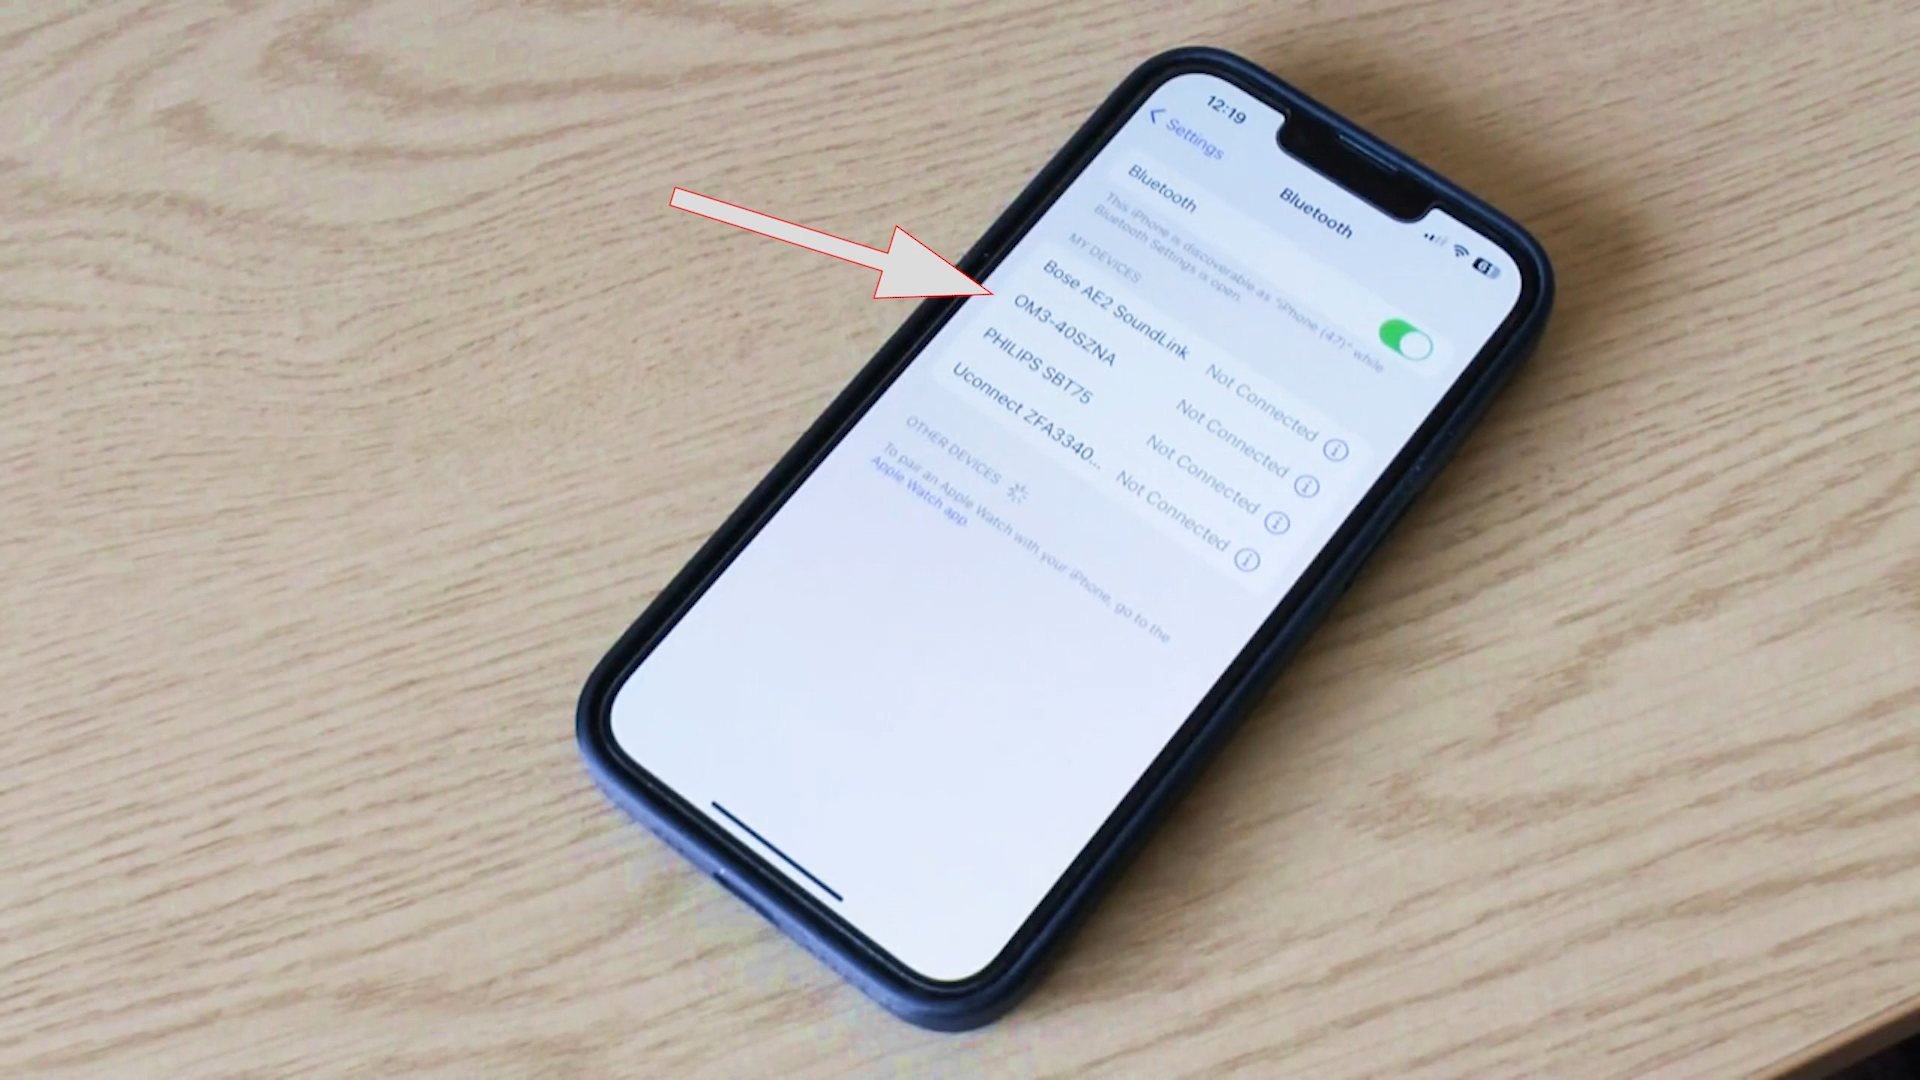 12:19
61
Settings
Bluetooth
Bluetooth
This iPhone is discoverable as "iPhone (47)" while
Bluetooth Settings is open.
MY DEVICES
Bose AE2 SoundLink Not Connected
OM3-40SZNA Not Connected
PHILIPS SBT75 Not Connected
Uconnect ZFA3340... Not Connected
OTHER DEVICES
To pair an Apple Watch with your iPhone, go to the
Apple Watch app.